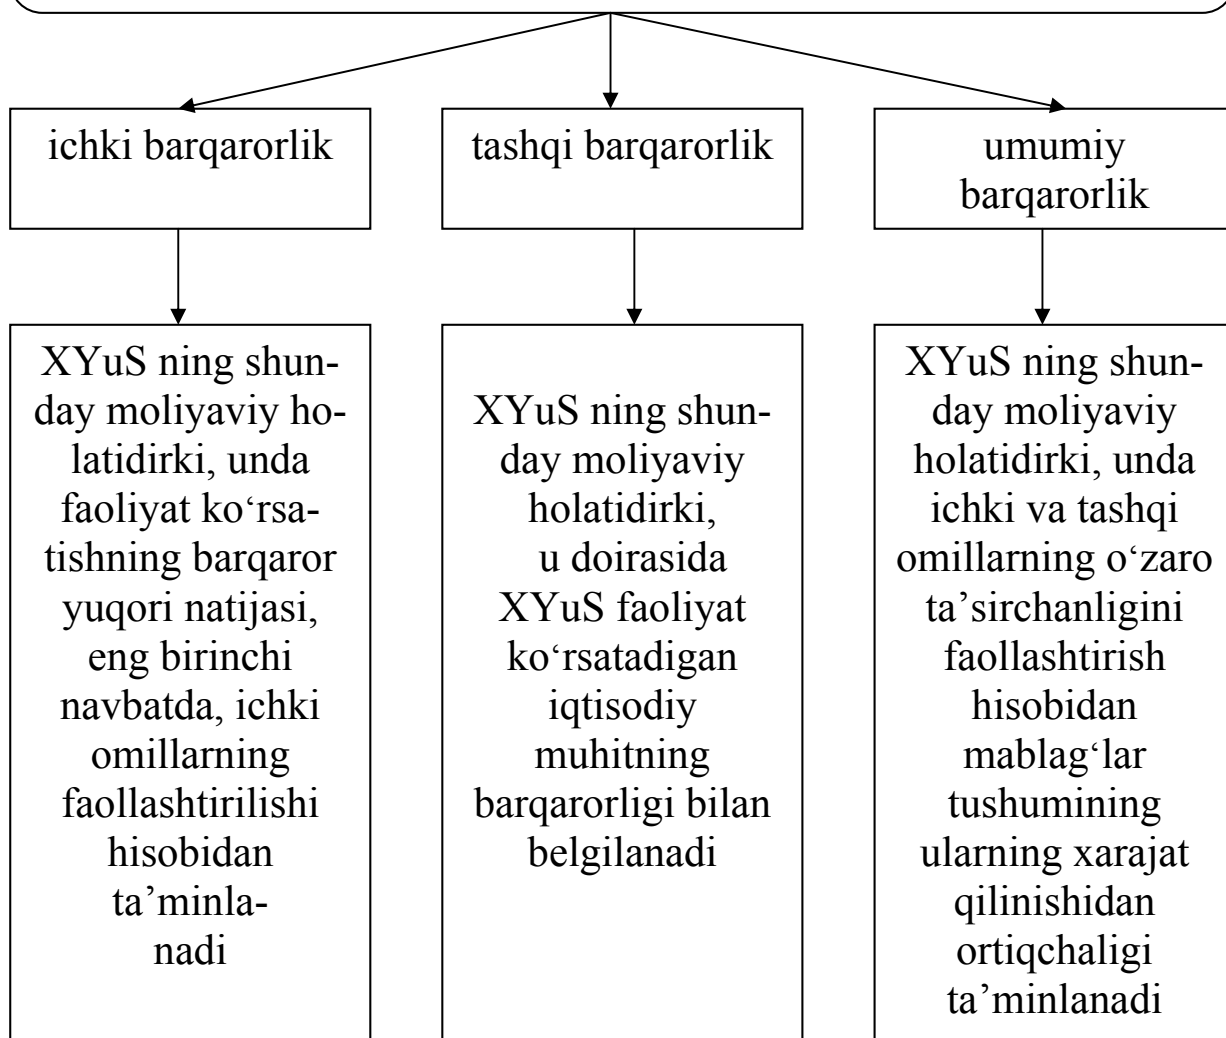 ichki barqarorlik
tashqi barqarorlik
umumiy
barqarorlik
XYuS ning shun-
day moliyaviy ho-
latidirki, unda
faoliyat ko‘rsa-
tishning barqaror
yuqori natijasi,
eng birinchi
navbatda, ichki
omillarning
faollashtirilishi
hisobidan
ta’minla-
nadi
XYuS ning shun-
day moliyaviy
holatidirki,
u doirasida
XYuS faoliyat
ko‘rsatadigan
iqtisodiy
muhitning
barqarorligi bilan
belgilanadi
XYuS ning shun-
day moliyaviy
holatidirki, unda
ichki va tashqi
omillarning o‘zaro
ta’sirchanligini
faollashtirish
hisobidan
mablag‘lar
tushumining
ularning xarajat
qilinishidan
ortiqchaligi
ta’minlanadi